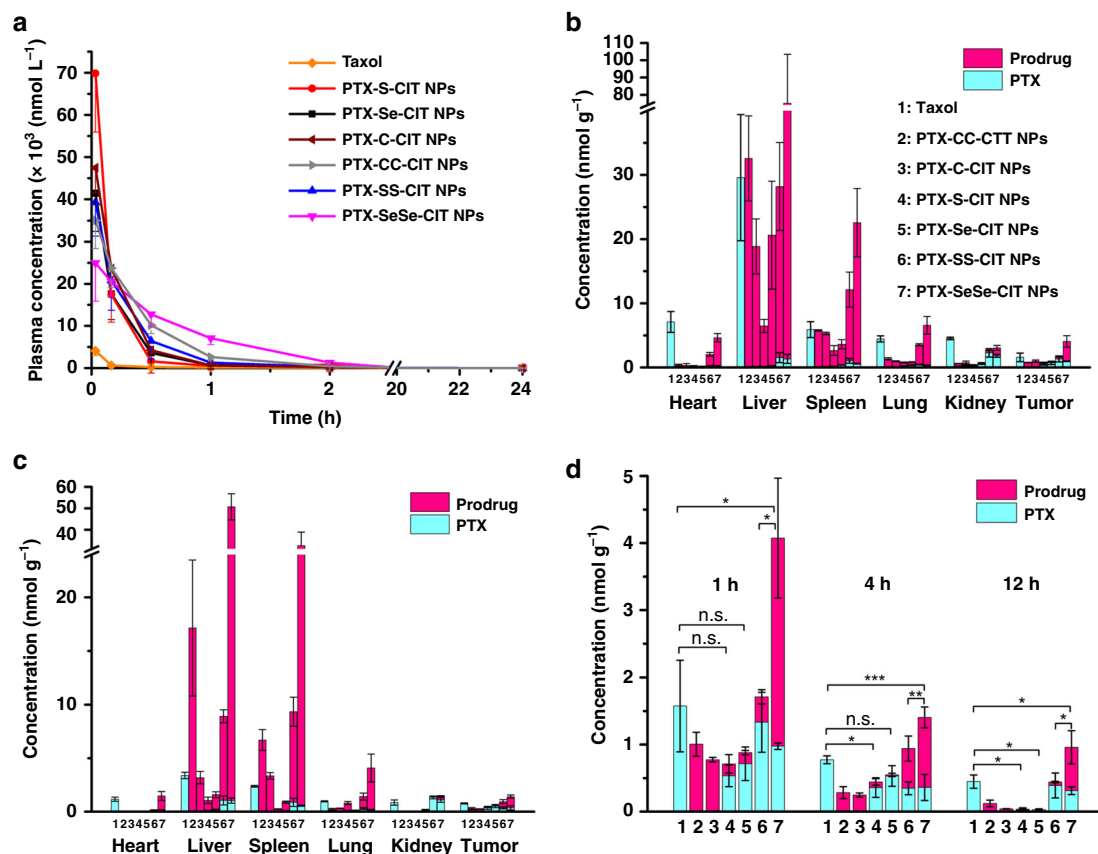 a
Plasma concentration (× 10³ (nmol L⁻¹)
70
60
50
40
30
20
10
0
0
1
2
20
22
24
Time (h)
Taxol
PTX-S-CIT NPs
PTX-Se-CIT NPs
PTX-C-CIT NPs
PTX-CC-CIT NPs
PTX-SS-CIT NPs
PTX-SeSe-CIT NPs
b
Concentration (nmol g⁻¹)
110
100
90
80
30
20
10
0
Prodrug
PTX
1: Taxol
2: PTX-CC-CTT NPs
3: PTX-C-CIT NPs
4: PTX-S-CIT NPs
5: PTX-Se-CIT NPs
6: PTX-SS-CIT NPs
7: PTX-SeSe-CIT NPs
1234567 1234567 1234567 1234567 1234567 1234567
Heart Liver Spleen Lung Kidney Tumor
c
Concentration (nmol g⁻¹)
60
50
40
20
10
0
Prodrug
PTX
1234567 1234567 1234567 1234567 1234567 1234567
Heart Liver Spleen Lung Kidney Tumor
d
Concentration (nmol g⁻¹)
5
4
3
2
1
0
Prodrug
PTX
1 h 4 h 12 h
*
*
n.s.
n.s.
***
**
n.s.
*
*
*
*
*
1 2 3 4 5 6 7 1 2 3 4 5 6 7 1 2 3 4 5 6 7